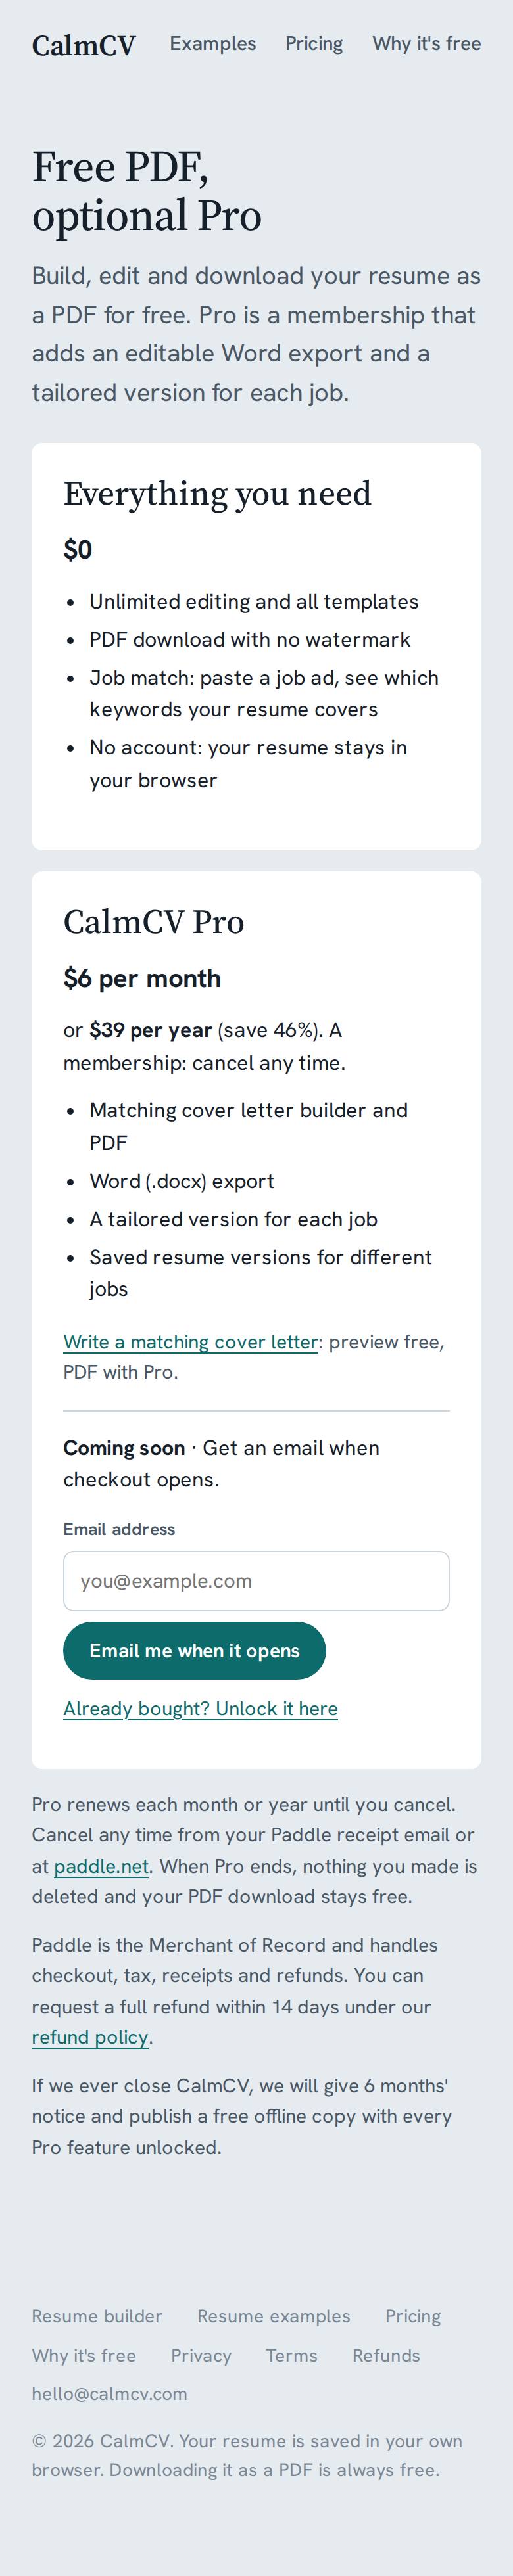 CalmCV Examples Pricing Why it's free
Free PDF,
optional Pro
Build, edit and download your resume as
a PDF for free. Pro is a membership that
adds an editable Word export and a
tailored version for each job.
Everything you need
$0
• Unlimited editing and all templates
• PDF download with no watermark
• Job match: paste a job ad, see which
keywords your resume covers
• No account: your resume stays in
your browser
CalmCV Pro
$6 per month
or $39 per year (save 46%). A
membership: cancel any time.
• Matching cover letter builder and
PDF
• Word (.docx) export
• A tailored version for each job
• Saved resume versions for different
jobs
Write a matching cover letter: preview free,
PDF with Pro.
Coming soon · Get an email when
checkout opens.
Email address
you@example.com
Email me when it opens
Already bought? Unlock it here
Pro renews each month or year until you cancel.
Cancel any time from your Paddle receipt email or
at paddle.net. When Pro ends, nothing you made is
deleted and your PDF download stays free.
Paddle is the Merchant of Record and handles
checkout, tax, receipts and refunds. You can
request a full refund within 14 days under our
refund policy.
If we ever close CalmCV, we will give 6 months'
notice and publish a free offline copy with every
Pro feature unlocked.
Resume builder Resume examples Pricing
Why it's free Privacy Terms Refunds
hello@calmcv.com
© 2026 CalmCV. Your resume is saved in your own
browser. Downloading it as a PDF is always free.